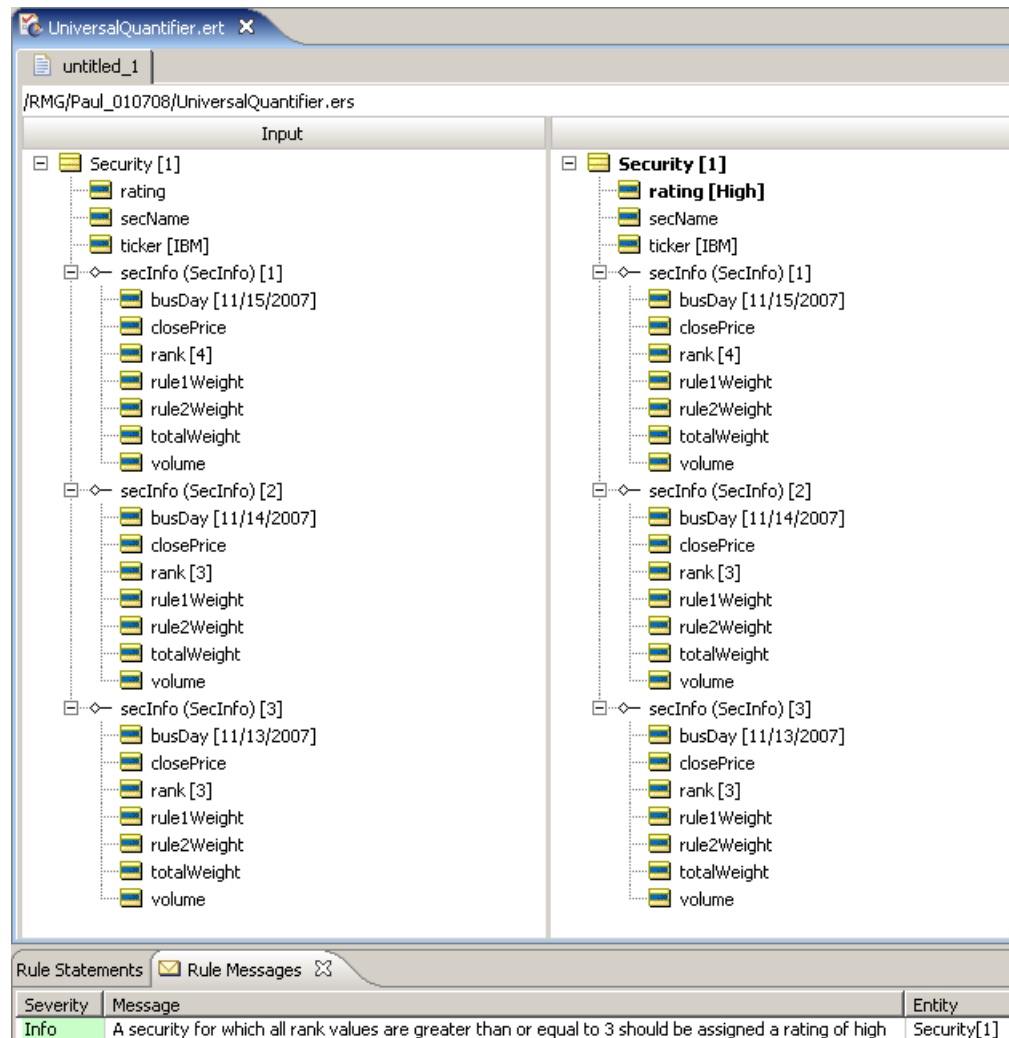 UniversalQuantifier.ert
untitled_1
/RMG/Paul_010708/UniversalQuantifier.ers
Input
Security [1]
rating
secName
ticker [IBM]
secInfo (SecInfo) [1]
busDay [11/15/2007]
closePrice
rank [4]
rule1Weight
rule2Weight
totalWeight
volume
secInfo (SecInfo) [2]
busDay [11/14/2007]
closePrice
rank [3]
rule1Weight
rule2Weight
totalWeight
volume
secInfo (SecInfo) [3]
busDay [11/13/2007]
closePrice
rank [3]
rule1Weight
rule2Weight
totalWeight
volume
Security [1]
rating [High]
secName
ticker [IBM]
secInfo (SecInfo) [1]
busDay [11/15/2007]
closePrice
rank [4]
rule1Weight
rule2Weight
totalWeight
volume
secInfo (SecInfo) [2]
busDay [11/14/2007]
closePrice
rank [3]
rule1Weight
rule2Weight
totalWeight
volume
secInfo (SecInfo) [3]
busDay [11/13/2007]
closePrice
rank [3]
rule1Weight
rule2Weight
totalWeight
volume
Rule Statements Rule Messages
Severity Message Entity
Info A security for which all rank values are greater than or equal to 3 should be assigned a rating of high Security[1]